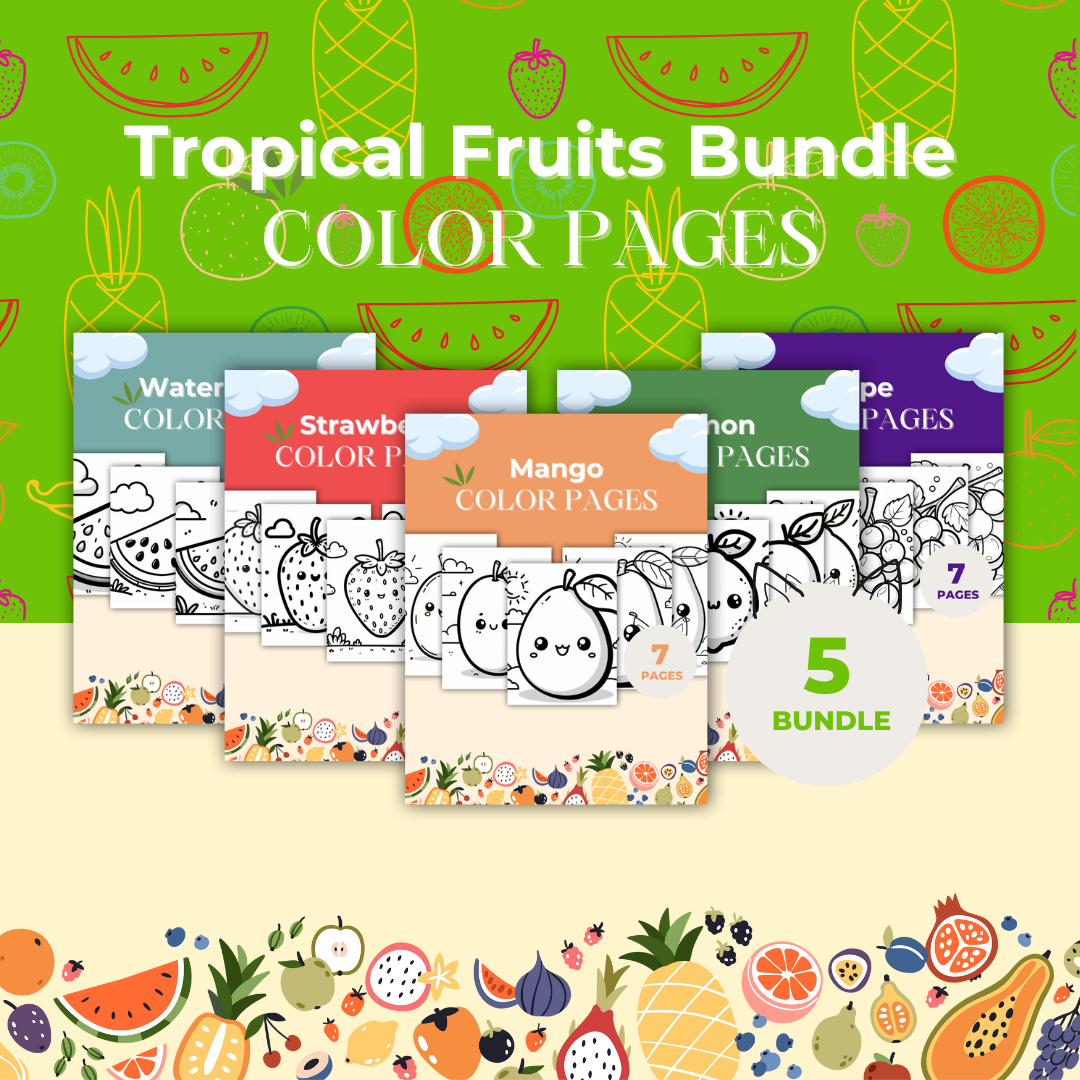 Tropical Fruits Bundle
COLOR PAGES
Water
COLOR
Strawbe
COLOR P
Mango
COLOR PAGES
7
PAGES
non
PAGES
pe
PAGES
7
PAGES
5
BUNDLE